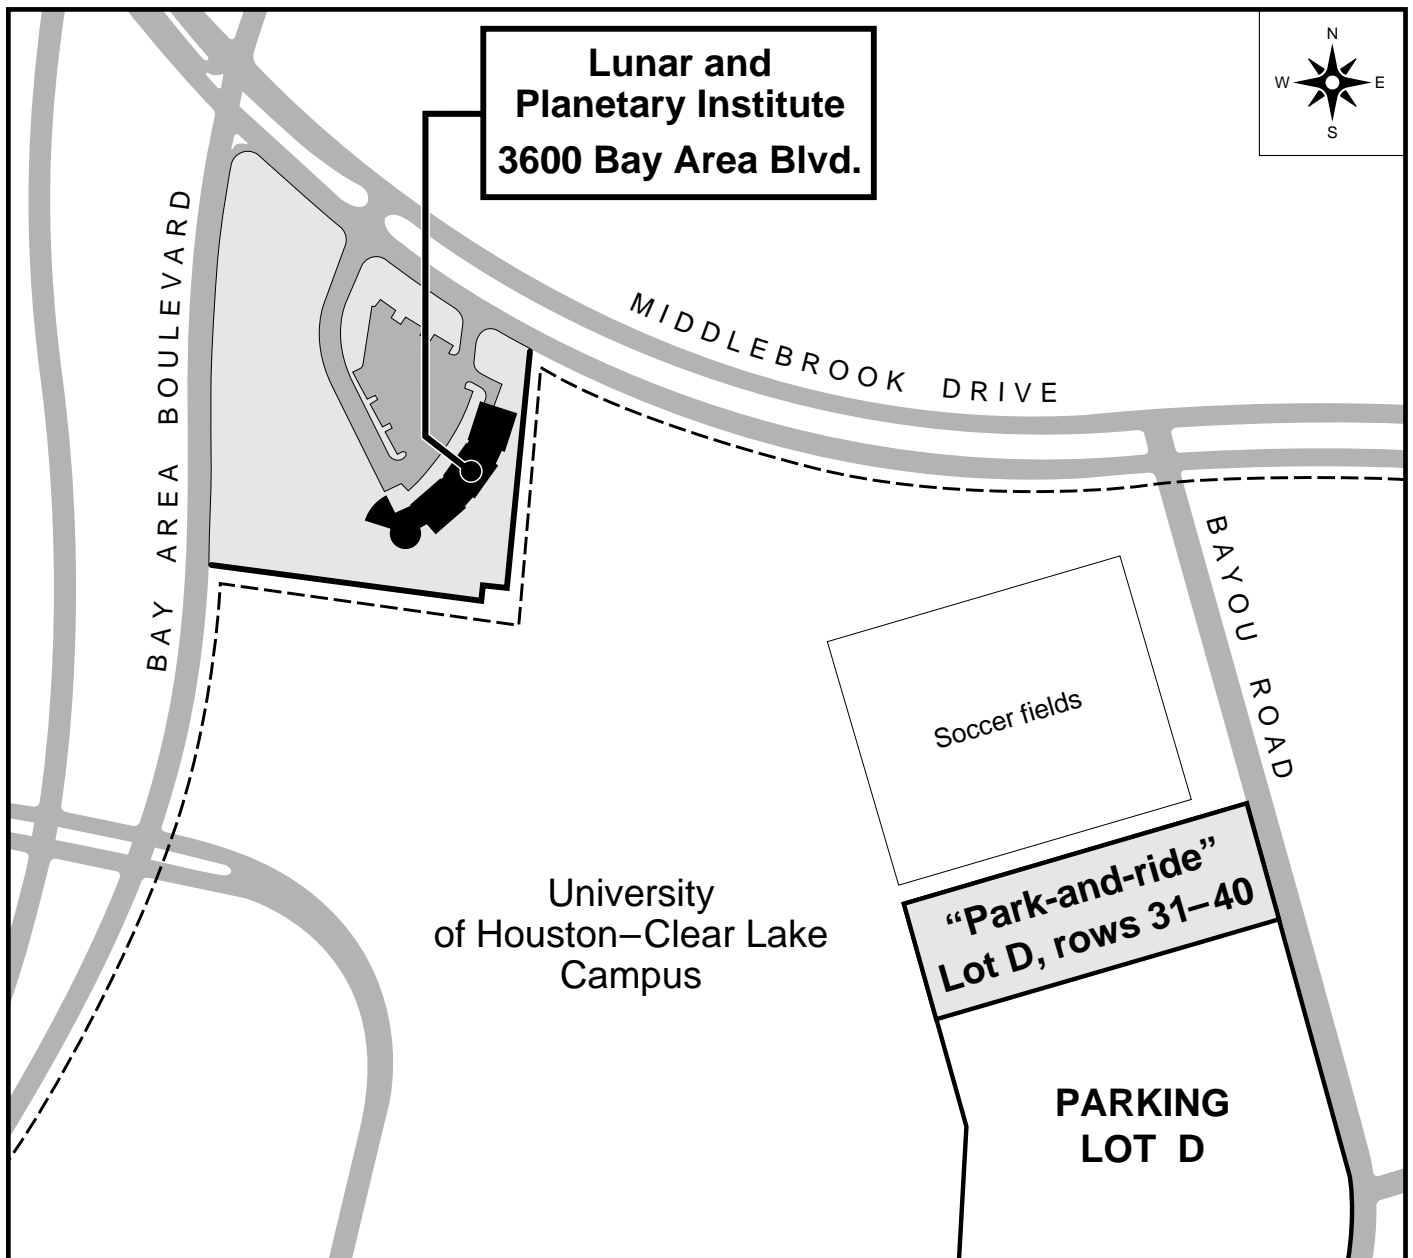 Lunar and
Planetary Institute
3600 Bay Area Blvd.
N
W
E
S
BAY AREA BOULEVARD
MIDDLEBROOK DRIVE
BAYOU ROAD
Soccer fields
“Park-and-ride”
Lot D, rows 31–40
University
of Houston–Clear Lake
Campus
PARKING
LOT D